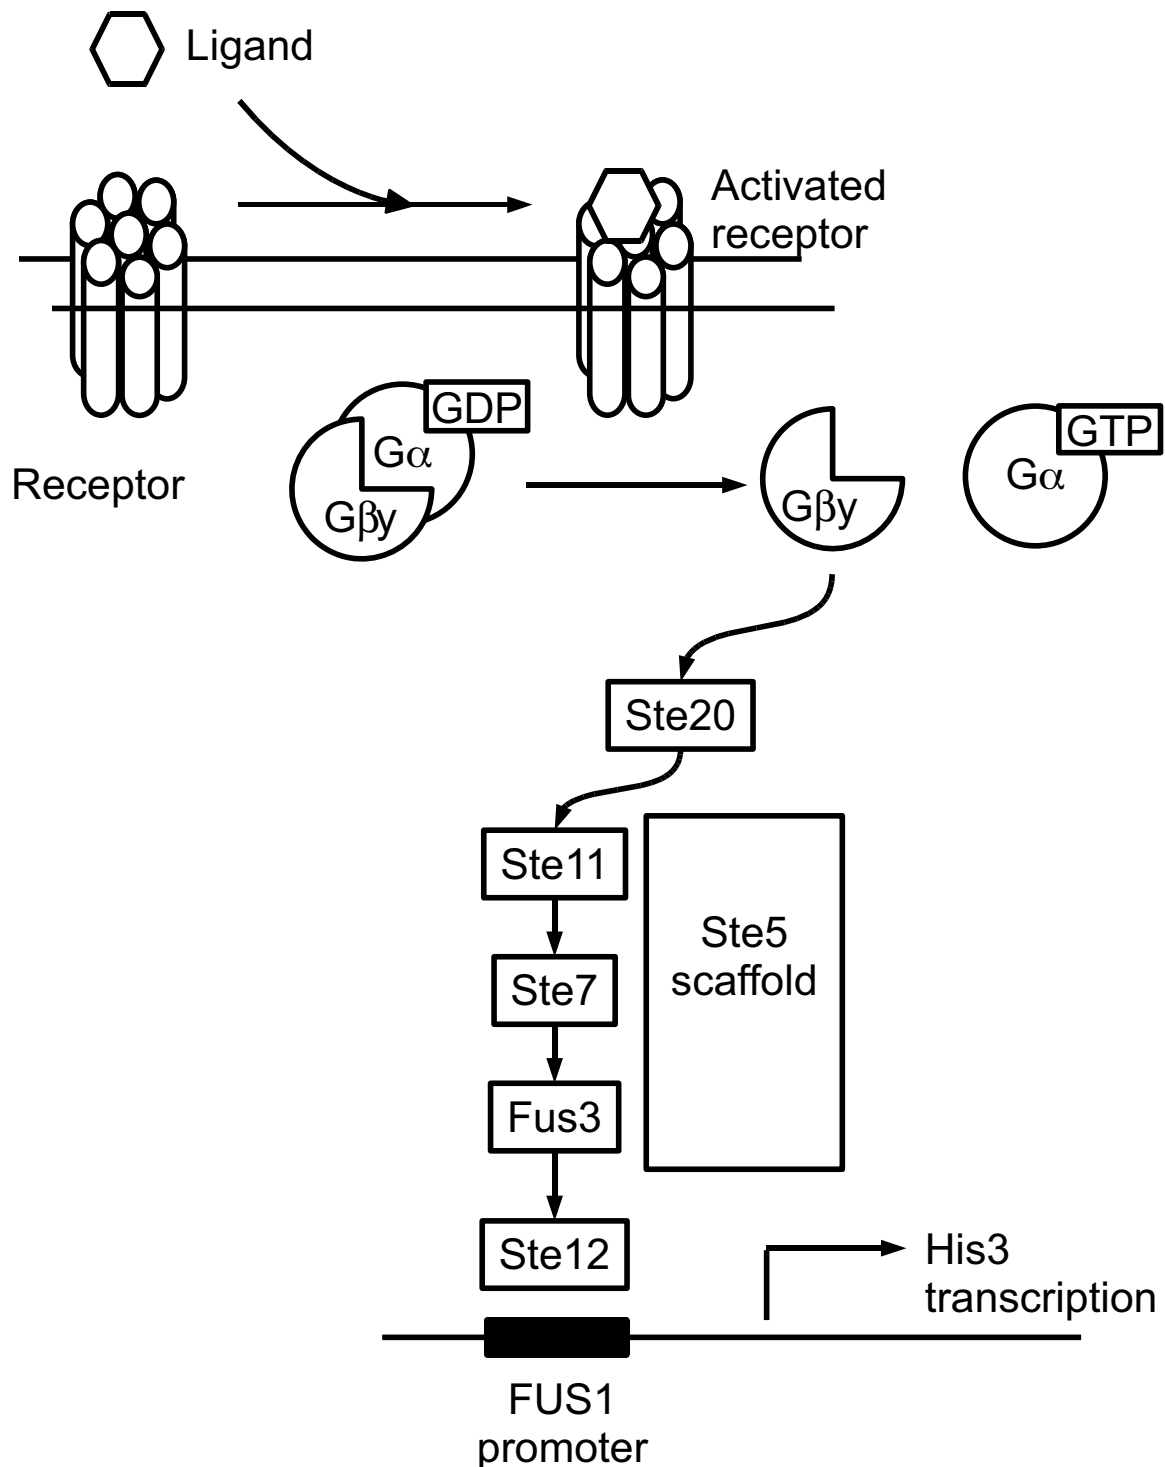 Ligand
Activated
receptor
GDP
Gα
Gβy
Receptor
GTP
Gα
Gβy
Ste20
Ste11
Ste5
scaffold
Ste7
Fus3
Ste12
His3
transcription
FUS1
promoter